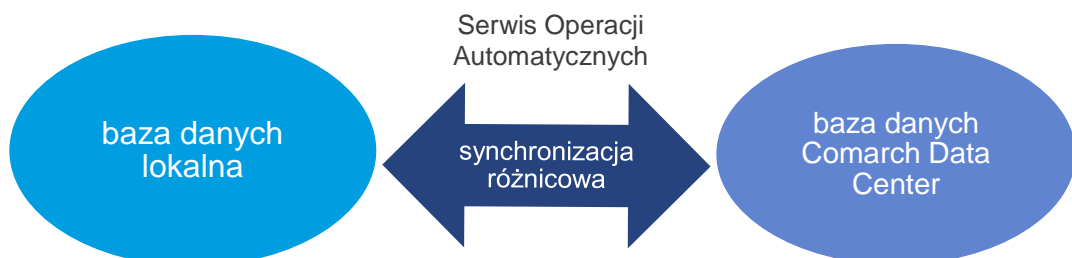 Serwis Operacji
Automatycznych
baza danych
lokalna
synchronizacja
różnicowa
baza danych
Comarch Data
Center